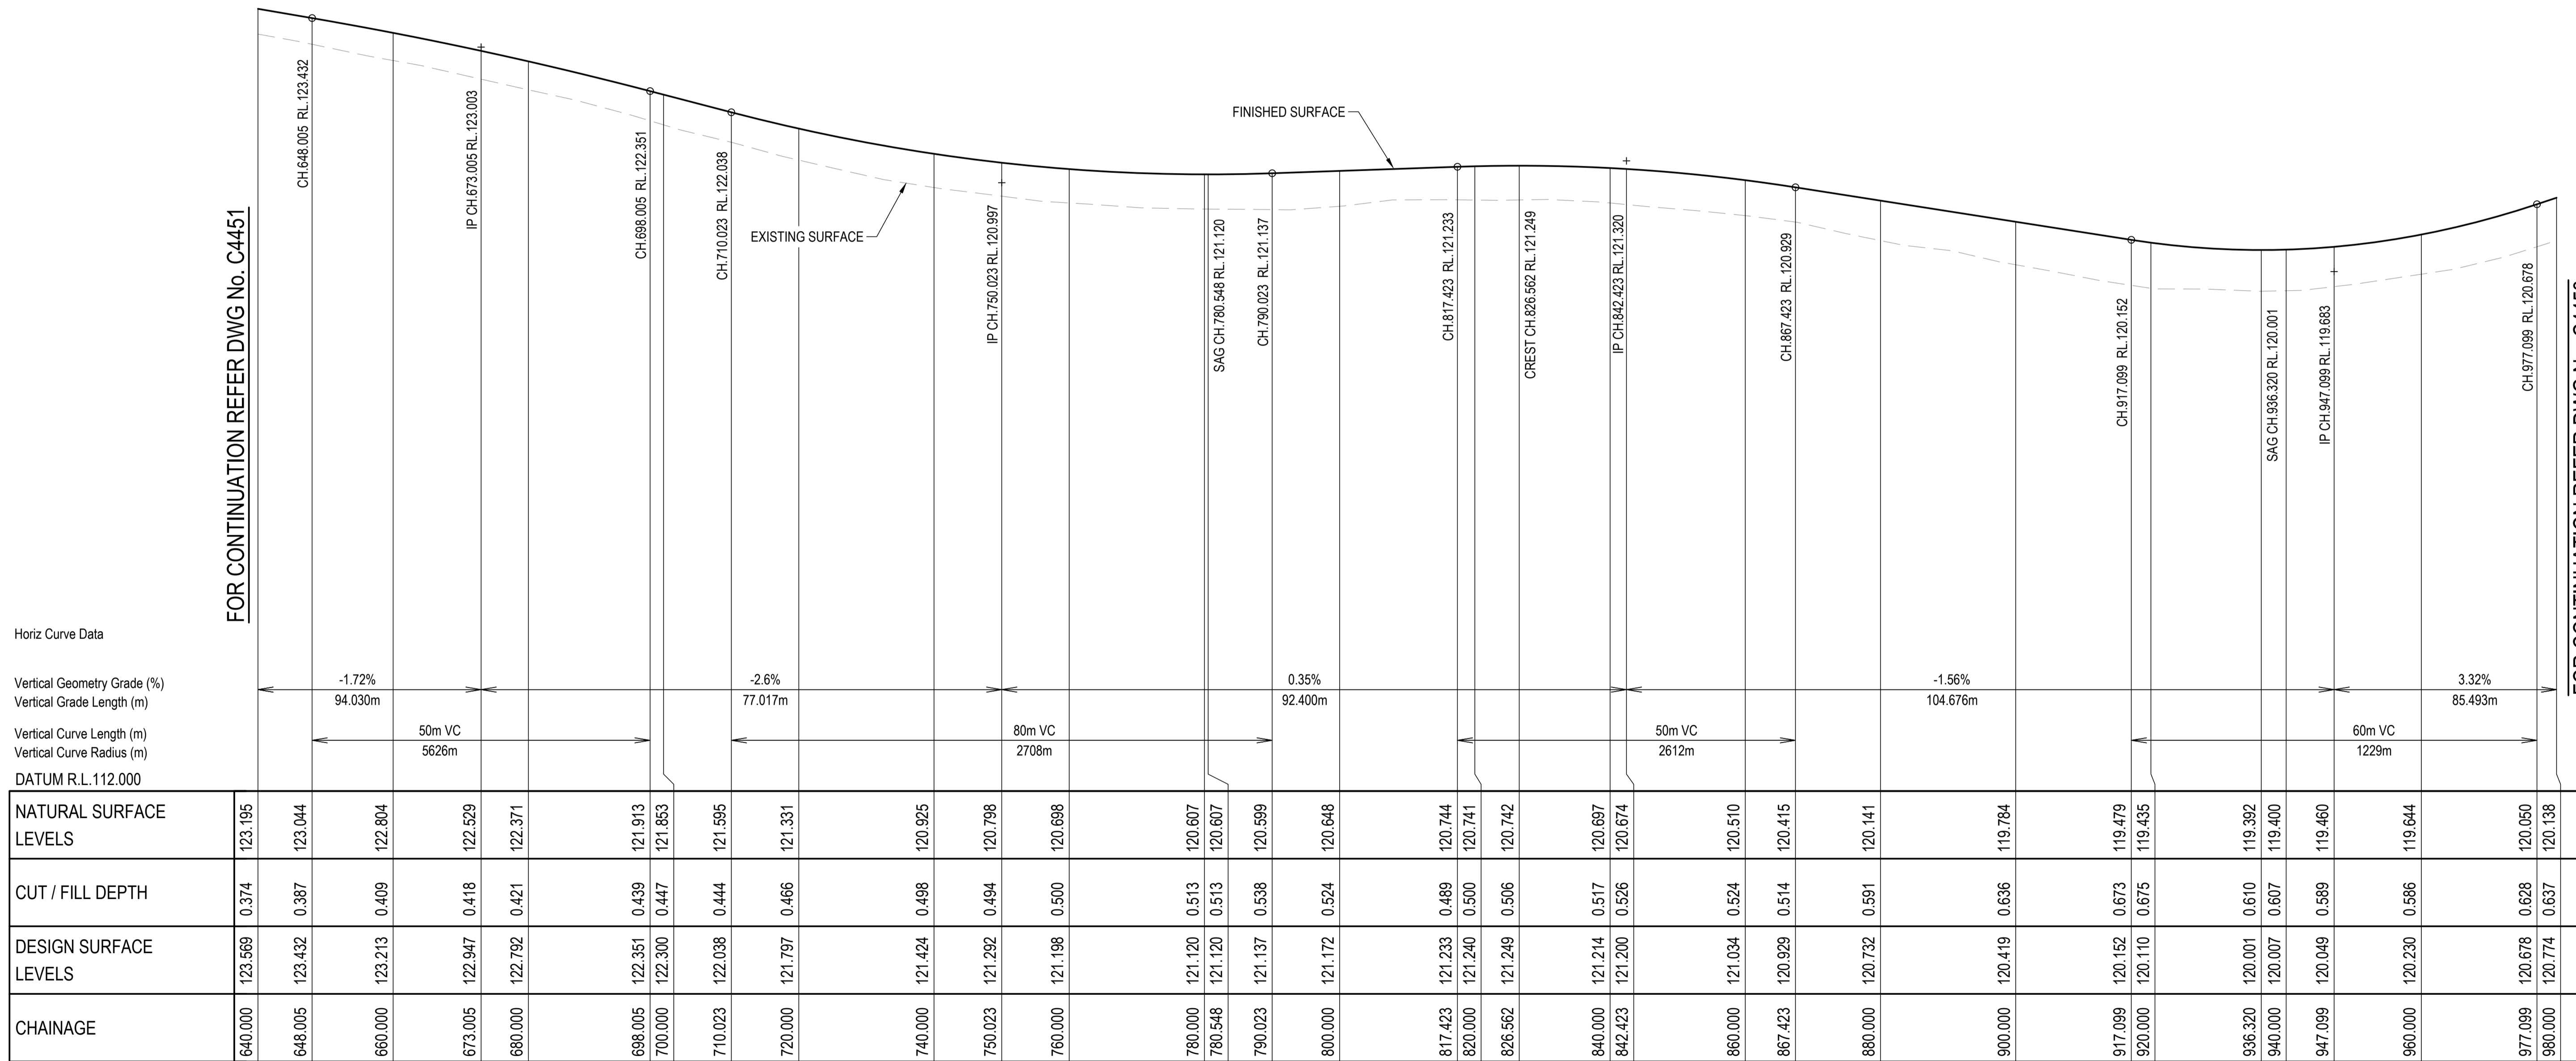 CH.648.005 RL.123.432
IP CH.673.005 RL.123.003
CH.698.005 RL.122.351
CH.710.023 RL.122.038
IP CH.750.023 RL.120.997
SAG CH.780.548 RL.121.120
CH.790.023 RL.121.137
CH.817.423 RL.121.233
CREST CH.826.562 RL.121.249
IP CH.842.423 RL.121.320
CH.867.423 RL.120.929
CH.917.099 RL.120.152
SAG CH.936.320 RL.120.001
IP CH.947.099 RL.119.683
CH.977.099 RL.120.678
FINISHED SURFACE
EXISTING SURFACE
FOR CONTINUATION REFER DWG No. C4451
Horiz Curve Data
Vertical Geometry Grade (%) -1.72% -2.6% 0.35% -1.56% 3.32%
Vertical Grade Length (m) 94.030m 77.017m 92.400m 104.676m 85.493m
Vertical Curve Length (m) 50m VC 80m VC 50m VC 60m VC
Vertical Curve Radius (m) 5626m 2708m 2612m 1229m
DATUM R.L.112.000
NATURAL SURFACE
LEVELS
123.195 123.044 122.804 122.529 122.371 121.913 121.853 121.595 121.331 120.925 120.798 120.698 120.607 120.607 120.599 120.648 120.744 120.741 120.742 120.697 120.674 120.510 120.415 120.141 119.784 119.479 119.435 119.392 119.400 119.460 119.644 120.050 120.138
CUT / FILL DEPTH
0.374 0.387 0.409 0.418 0.421 0.439 0.447 0.444 0.466 0.498 0.494 0.500 0.513 0.513 0.538 0.524 0.489 0.500 0.506 0.517 0.526 0.524 0.514 0.591 0.636 0.673 0.675 0.610 0.607 0.589 0.586 0.628 0.637
DESIGN SURFACE
LEVELS
123.569 123.432 123.213 122.947 122.792 122.351 122.300 122.038 121.797 121.424 121.292 121.198 121.120 121.120 121.137 121.172 121.233 121.240 121.249 121.214 121.200 121.034 120.929 120.732 120.419 120.152 120.110 120.001 120.007 120.049 120.230 120.678 120.774
CHAINAGE
640.000 648.005 660.000 673.005 680.000 698.005 700.000 710.023 720.000 740.000 750.023 760.000 780.000 780.548 790.023 800.000 817.423 820.000 826.562 840.000 842.423 860.000 867.423 880.000 900.000 917.099 920.000 936.320 940.000 947.099 960.000 977.099 980.000